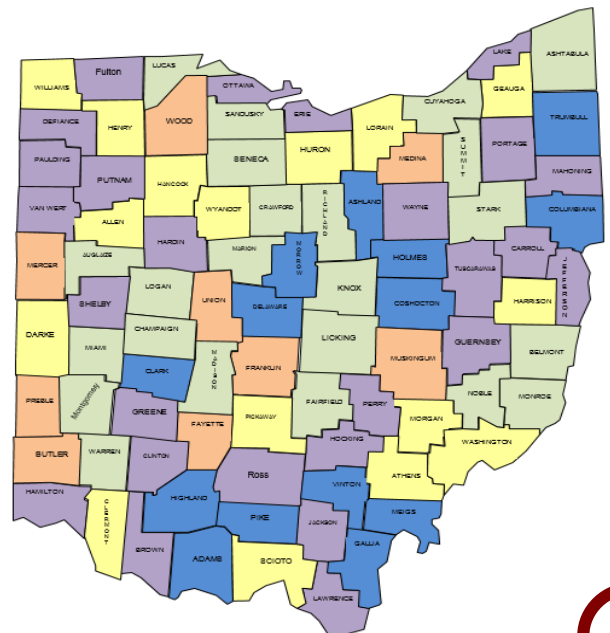 LAKE
ASHTABULA
LUCAS
Fulton
WILLIAMS
OTTAWA
GEAUGA
CUYAHOGA
SANDUSKY
ERIE
TRUMBULL
DEFIANCE
HENRY
WOOD
LORAIN
HURON
MEDINA
SUMMIT
PORTAGE
PAULDING
SENECA
MAHONING
PUTNAM
HANCOCK
VAN WERT
WYANDOT
CRAWFORD
RICHLAND
ASHLAND
WAYNE
STARK
COLUMBIANA
ALLEN
HARDIN
MARION
MORROW
HOLMES
CARROLL
JEFFERSON
MERCER
AUGLAIZE
TUSCARAWAS
LOGAN
KNOX
UNION
SHELBY
DELAWARE
COSHOCTON
HARRISON
DARKE
CHAMPAIGN
LICKING
GUERNSEY
MIAMI
MADISON
FRANKLIN
MUSKINGUM
BELMONT
CLARK
PREBLE
Montgomery
FAIRFIELD
NOBLE
MONROE
GREENE
PICKAWAY
PERRY
MORGAN
FAYETTE
HOCKING
WASHINGTON
BUTLER
WARREN
CLINTON
Ross
ATHENS
VINTON
HAMILTON
CLERMONT
HIGHLAND
PIKE
JACKSON
MEIGS
BROWN
ADAMS
SCIOTO
GALLIA
LAWRENCE